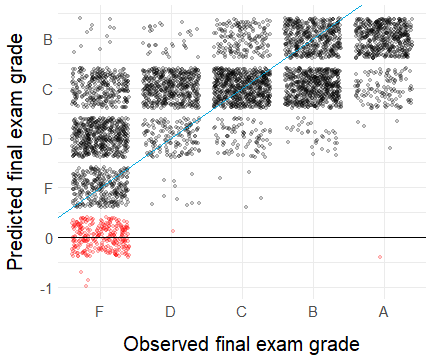 Predicted final exam grade
B
C
D
F
0
-1
F D C B A
Observed final exam grade